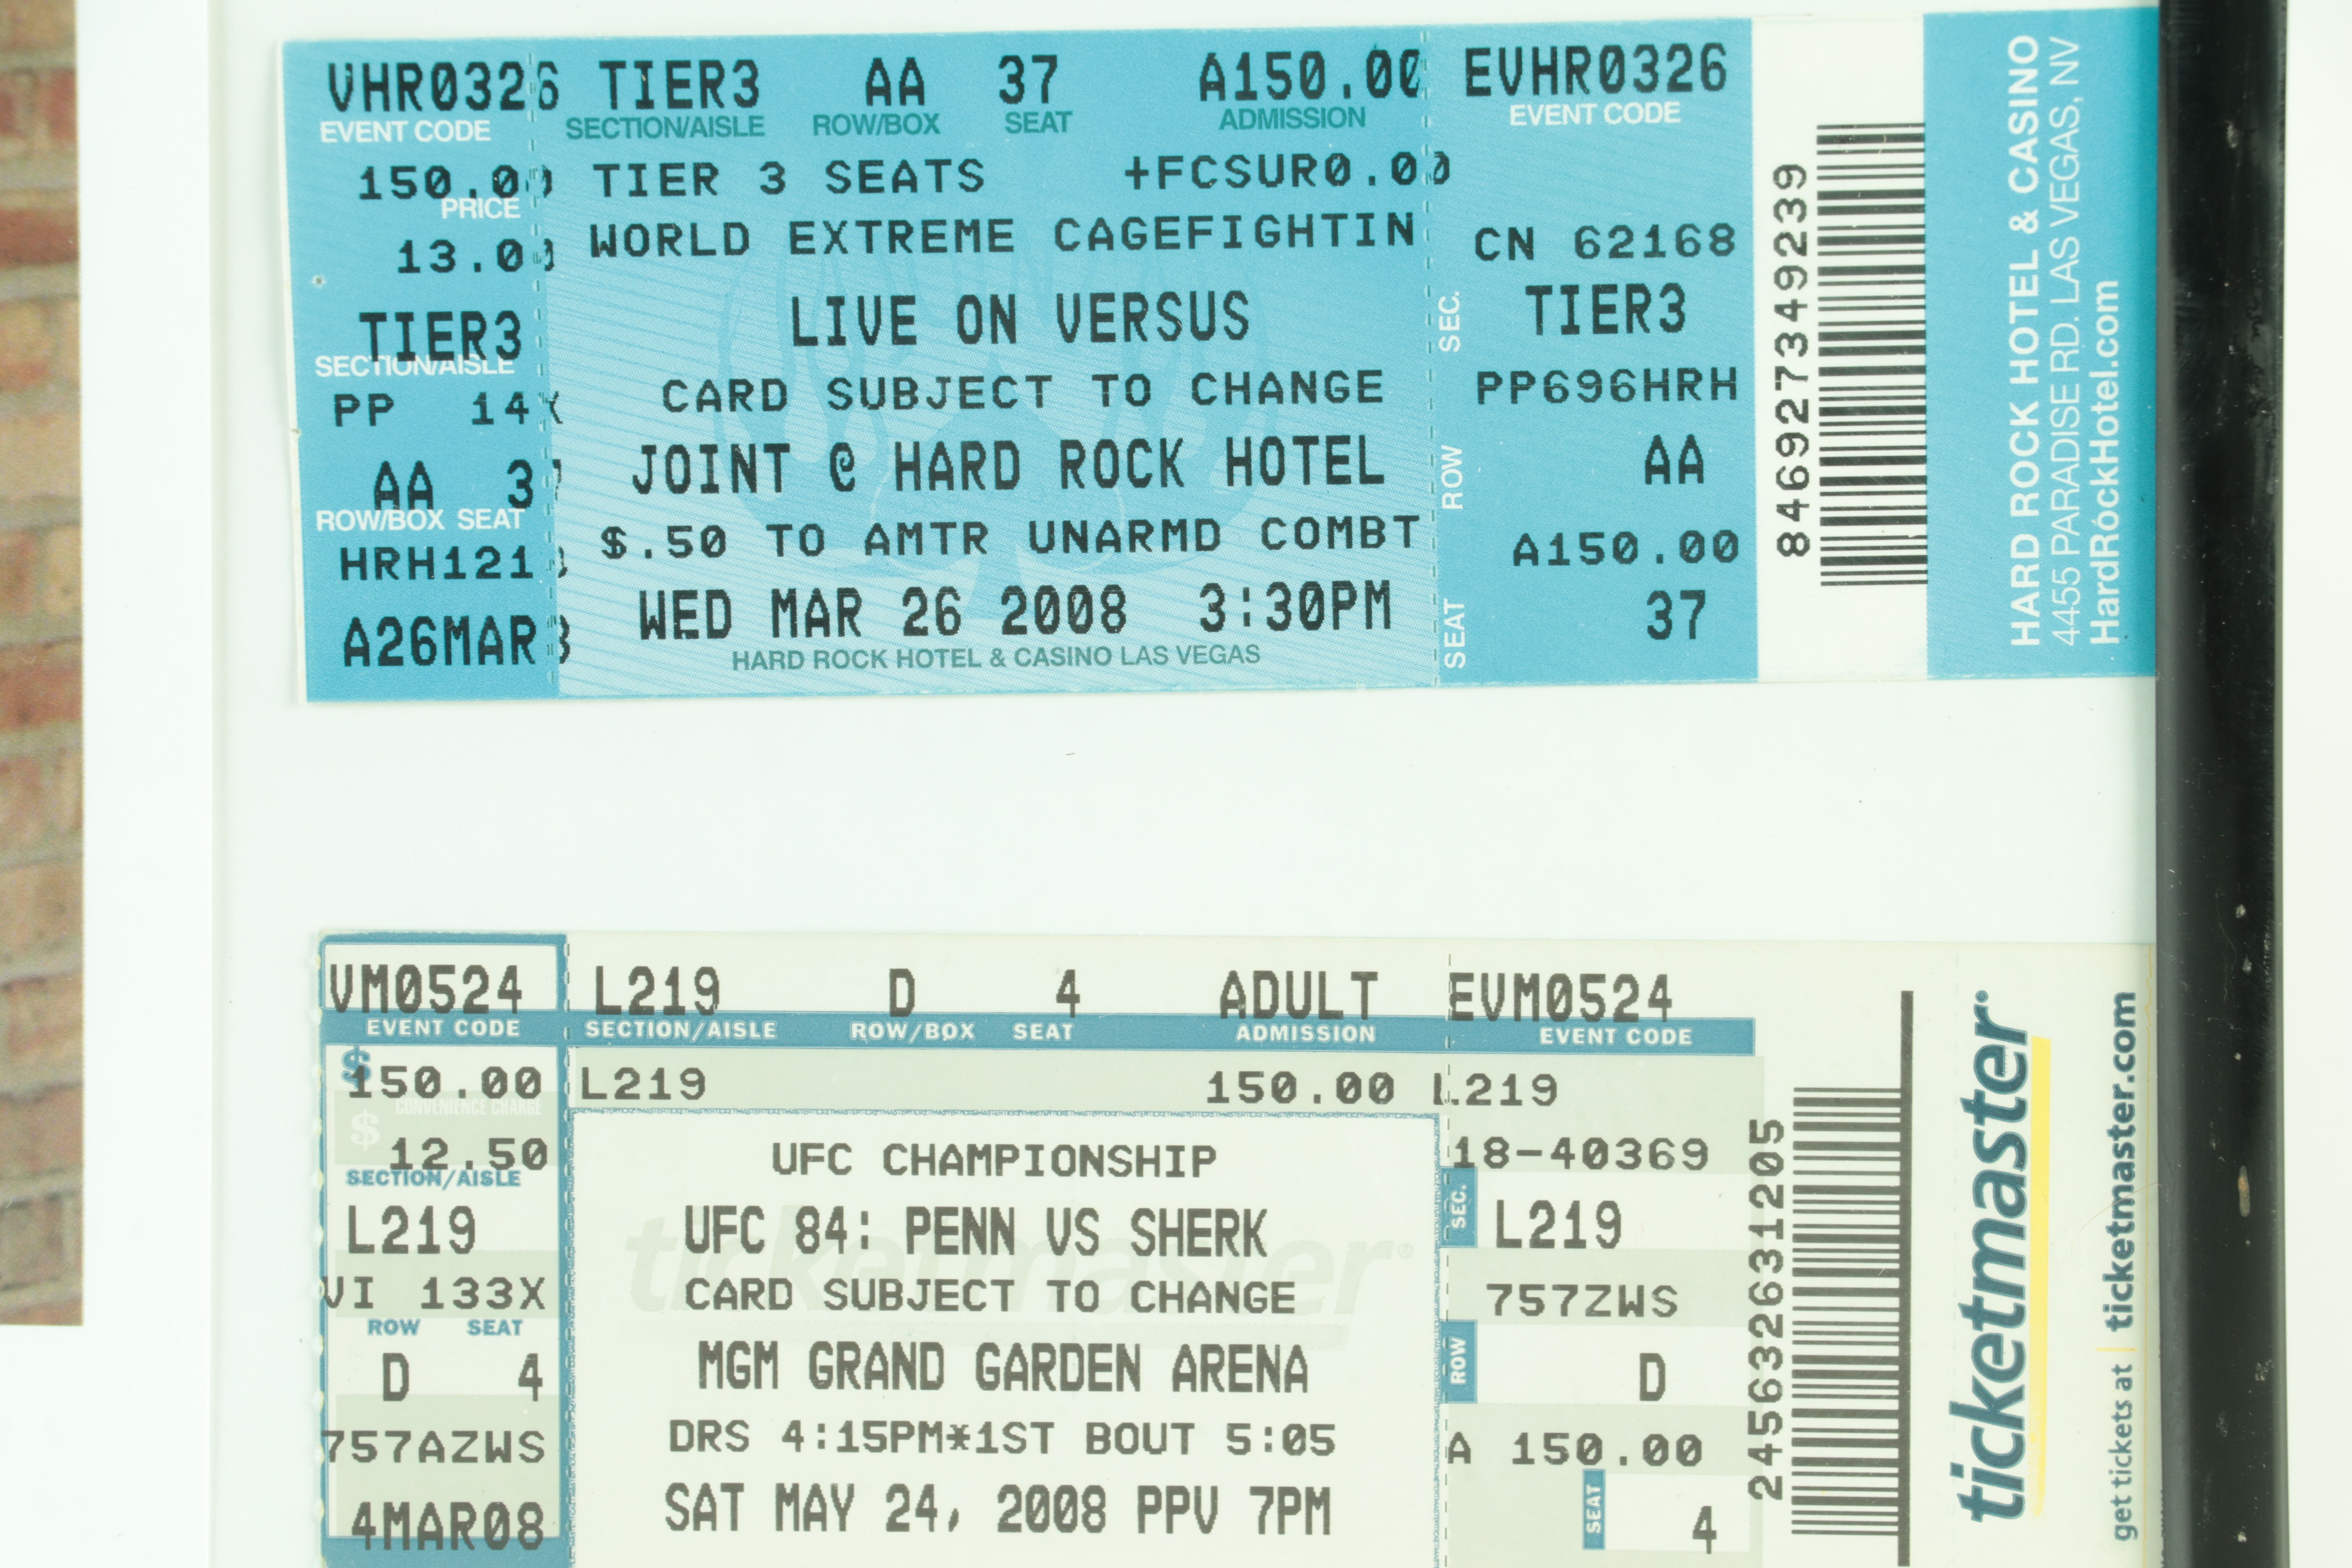 VHR0326 TIER3 AA 37 A150.00 EVHR0326
EVENT CODE SECTION/AISLE ROW/BOX SEAT ADMISSION EVENT CODE
150.00 TIER 3 SEATS +FCSUR0.00
PRICE
13.00 WORLD EXTREME CAGEFIGHTIN CN 62168
TIER3 LIVE ON VERSUS SEC. TIER3
SECTION/AISLE
PP 14X CARD SUBJECT TO CHANGE PP696HRH
AA 37 JOINT @ HARD ROCK HOTEL ROW AA
ROW/BOX SEAT
HRH121 $.50 TO AMTR UNARMD COMBT A150.00
A26MAR8 WED MAR 26 2008 3:30PM SEAT 37
HARD ROCK HOTEL & CASINO LAS VEGAS
846927349239
HARD ROCK HOTEL & CASINO
4455 PARADISE RD. LAS VEGAS, NV
HardRockHotel.com
VM0524 L219 D 4 ADULT EVM0524
EVENT CODE SECTION/AISLE ROW/BOX SEAT ADMISSION EVENT CODE
$ 150.00 L219 150.00 L219
CONVENIENCE CHARGE
$ 12.50 UFC CHAMPIONSHIP 18-40369
SECTION/AISLE
L219 UFC 84: PENN VS SHERK SEC. L219
VI 133X CARD SUBJECT TO CHANGE 757ZWS
ROW SEAT
D 4 MGM GRAND GARDEN ARENA ROW D
757AZWS DRS 4:15PM*1ST BOUT 5:05 A 150.00
4MAR08 SAT MAY 24, 2008 PPV 7PM SEAT 4
ticketmaster®
245632631205
ticketmaster®
get tickets at | ticketmaster.com